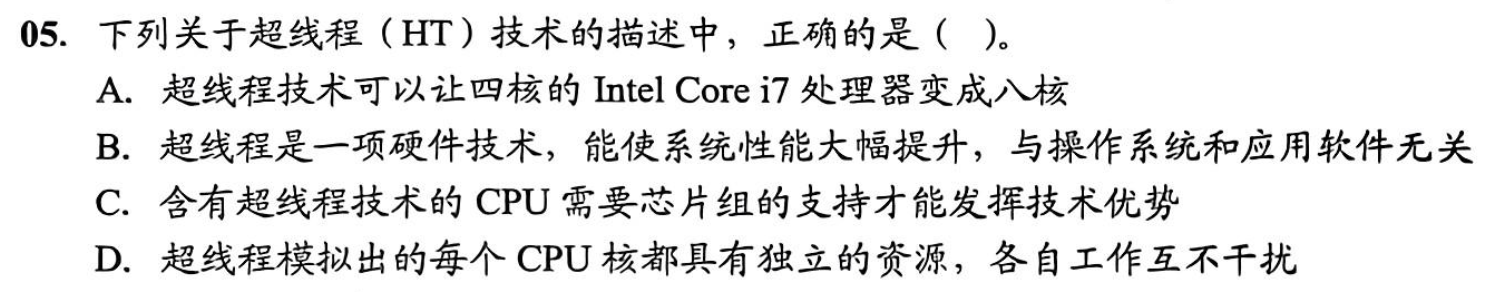 05. 下列关于超线程（HT）技术的描述中，正确的是（ ）。
A. 超线程技术可以让四核的 Intel Core i7 处理器变成八核
B. 超线程是一项硬件技术，能使系统性能大幅提升，与操作系统和应用软件无关
C. 含有超线程技术的 CPU 需要芯片组的支持才能发挥技术优势
D. 超线程模拟出的每个 CPU 核都具有独立的资源，各自工作互不干扰